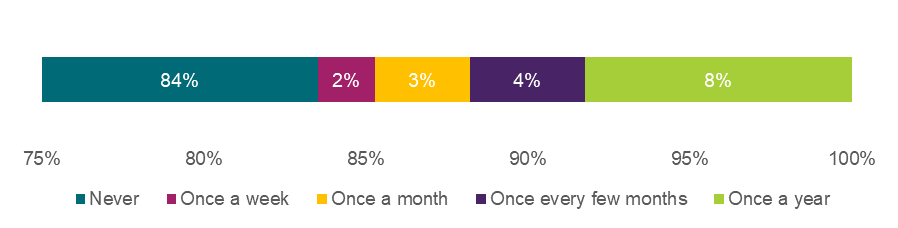 84% 2% 3% 4% 8%
75% 80% 85% 90% 95% 100%
Never Once a week Once a month Once every few months Once a year